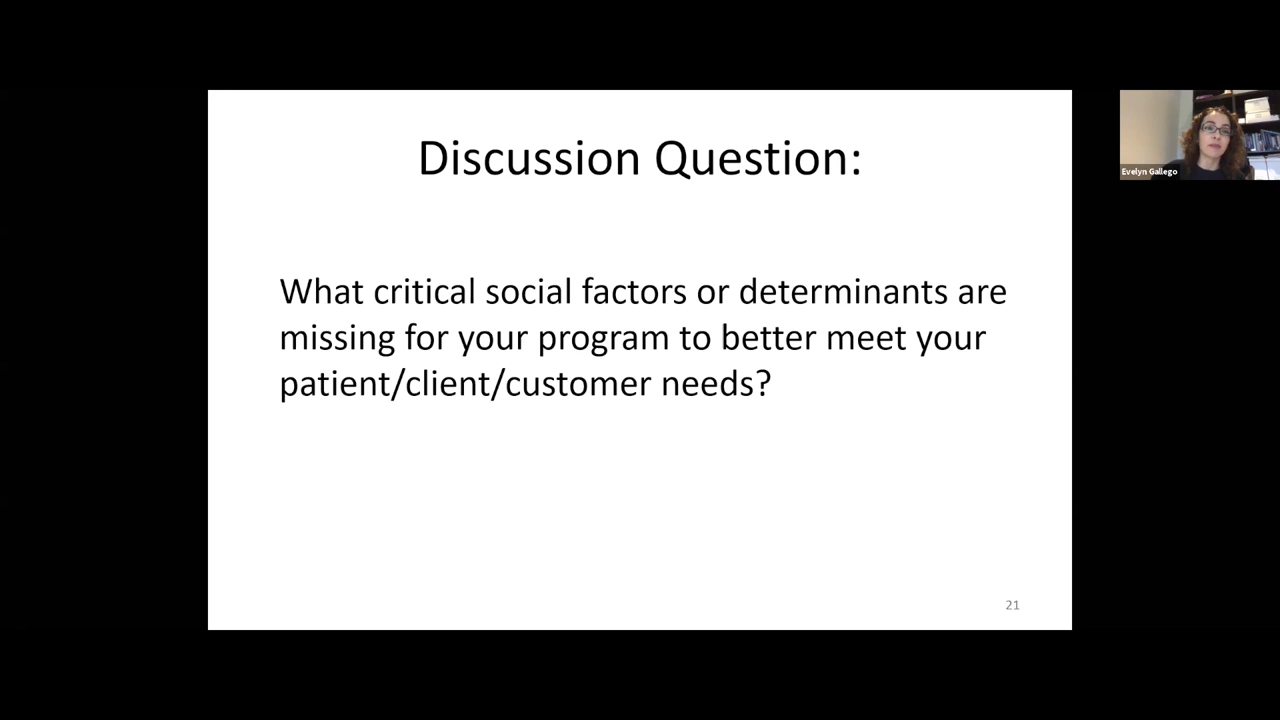 Discussion Question:
Evelyn Gallego
What critical social factors or determinants are
missing for your program to better meet your
patient/client/customer needs?
21